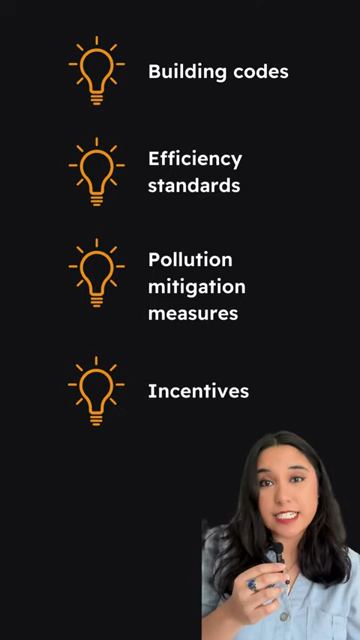 Building codes
Efficiency
standards
Pollution
mitigation
measures
Incentives